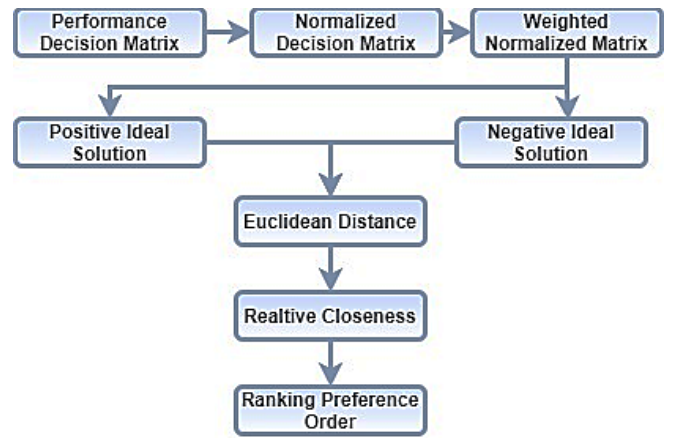 Performance
Decision Matrix
Normalized
Decision Matrix
Weighted
Normalized Matrix
Positive Ideal
Solution
Negative Ideal
Solution
Euclidean Distance
Realtive Closeness
Ranking Preference
Order